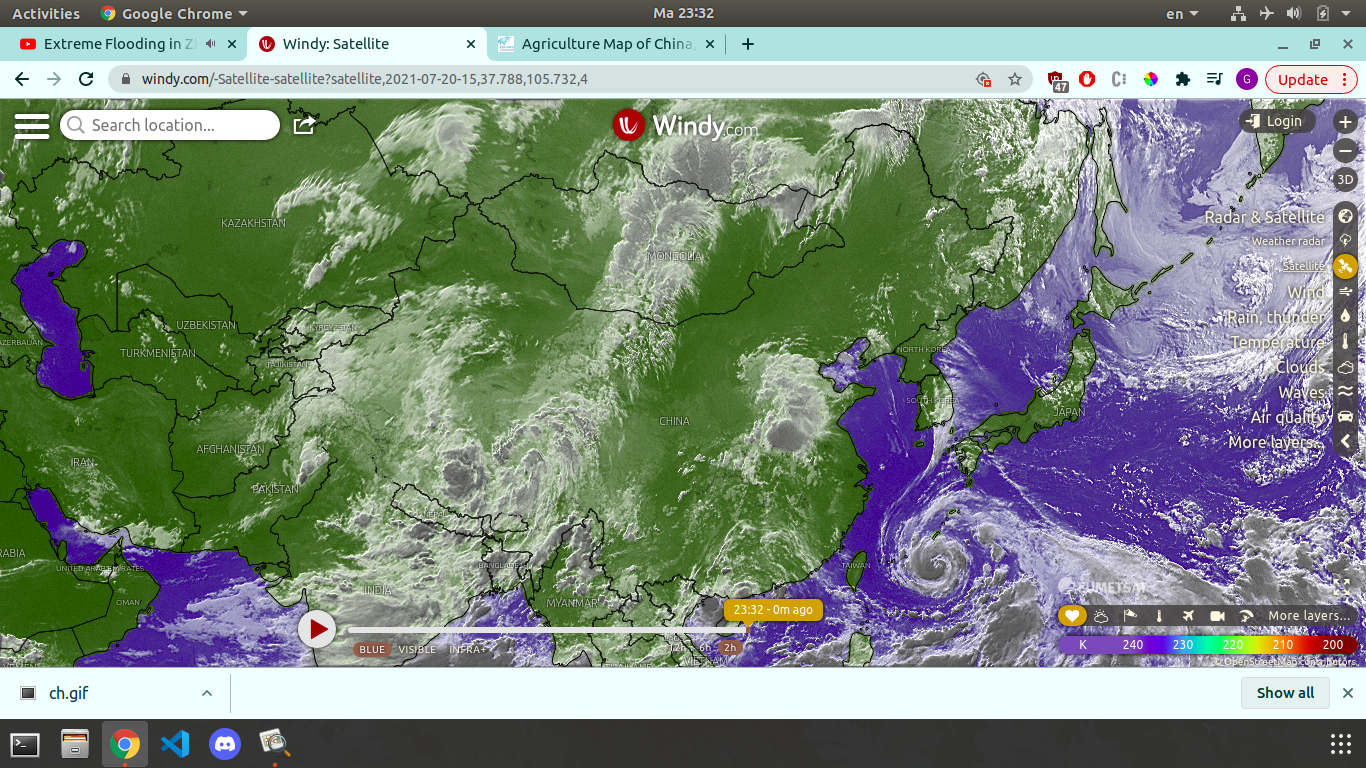 Activities Google Chrome Ma 23:32 en
Extreme Flooding in Z Windy: Satellite Agriculture Map of China,
windy.com/-Satellite-satellite?satellite,2021-07-20-15,37.788,105.732,4 47 G Update
Search location... Windy.com Login
3D
Radar & Satellite
KAZAKHSTAN
Weather radar
MONGOLIA
Satellite
Wind
Rain, thunder
UZBEKISTAN
KYRGYZSTAN
AZERBAIJAN
Temperature
TURKMENISTAN
NORTH KOREA
TAJIKISTAN
Clouds
Waves
SOUTH KOREA
JAPAN
Air quality
CHINA
More layers...
AFGHANISTAN
IRAN
PAKISTAN
NEPAL
ARABIA
UNITED ARAB EMIRATES
BANGLADESH
TAIWAN
EUMETSAT
INDIA
OMAN
MYANMAR
23:32 - 0m ago
More layers...
BLUE VISIBLE INFRA+ 12h 6h 2h
K 240 230 220 210 200
VIETNAM
YEMEN
© OpenStreetMap contributors
ch.gif Show all